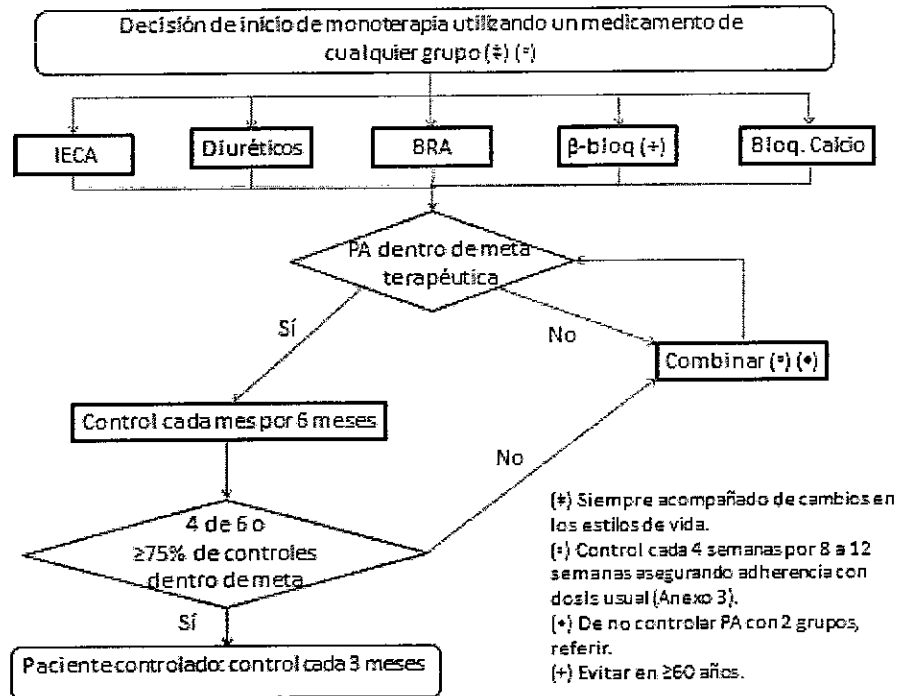 Decisión de inicio de monoterapia utilizando un medicamento de
cualquier grupo (‡) (▫)
IECA
Diuréticos
BRA
β-bloq (+)
Bloq. Calcio
PA dentro de meta
terapéutica
Sí
No
Combinar (▫) (•)
Control cada mes por 6 meses
No
4 de 6 o
≥75% de controles
dentro de meta
Sí
Paciente controlado: control cada 3 meses
(‡) Siempre acompañado de cambios en
los estilos de vida.
(▫) Control cada 4 semanas por 8 a 12
semanas asegurando adherencia con
dosis usual (Anexo 3).
(•) De no controlar PA con 2 grupos,
referir.
(+) Evitar en ≥60 años.